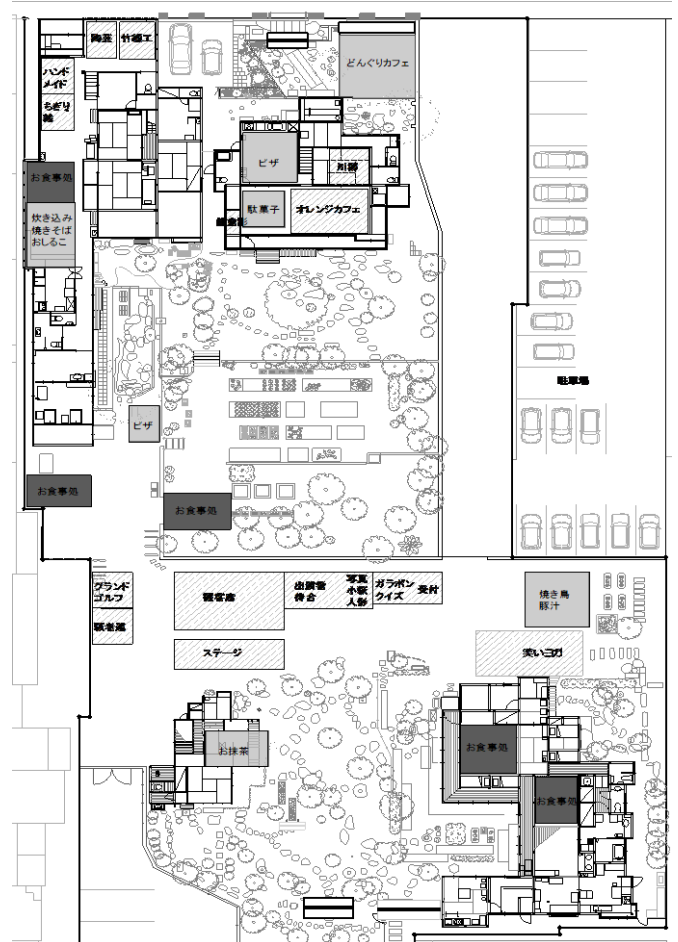 陶芸
竹細工
どんぐりカフェ
ハンド
メイド
ちぎり
絵
ピザ
お食事処
炊き込み
焼きそば
おしるこ
駄菓子
オレンジカフェ
駐車場
ピザ
お食事処
お食事処
グランド
ゴルフ
観客席
出演者
待合
写真
小物
人形
ガラポン
クイズ
受付
焼き鳥
豚汁
ステージ
笑いヨガ
お抹茶
お食事処
お食事処